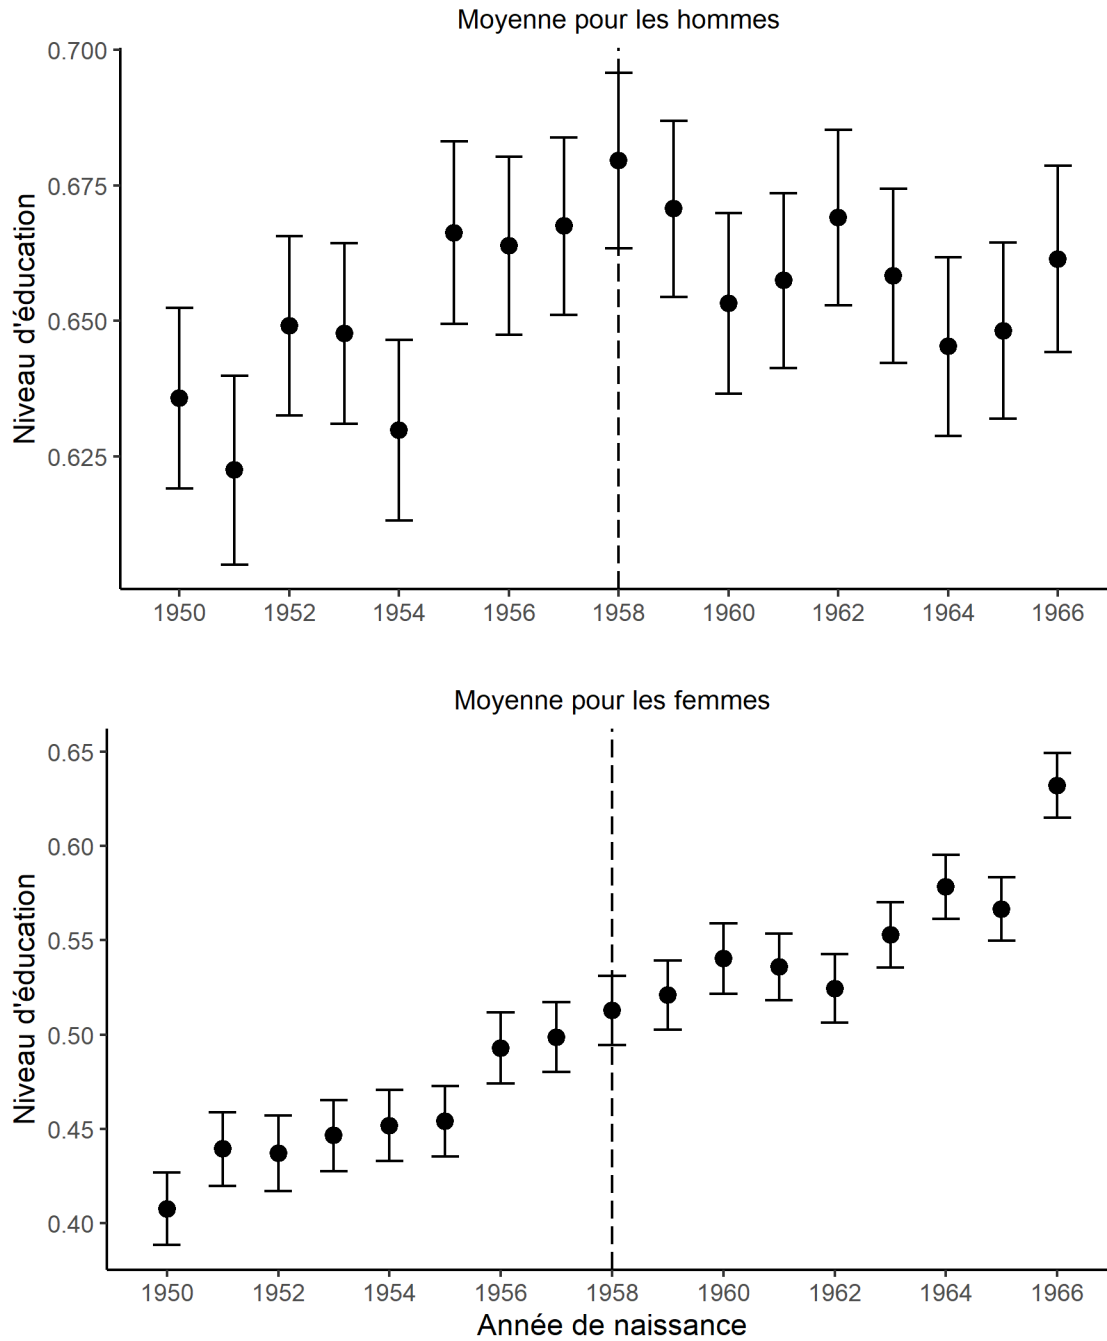 Moyenne pour les hommes
Niveau d'éducation
0.700
0.675
0.650
0.625
1950 1952 1954 1956 1958 1960 1962 1964 1966
Moyenne pour les femmes
Niveau d'éducation
0.65
0.60
0.55
0.50
0.45
0.40
1950 1952 1954 1956 1958 1960 1962 1964 1966
Année de naissance